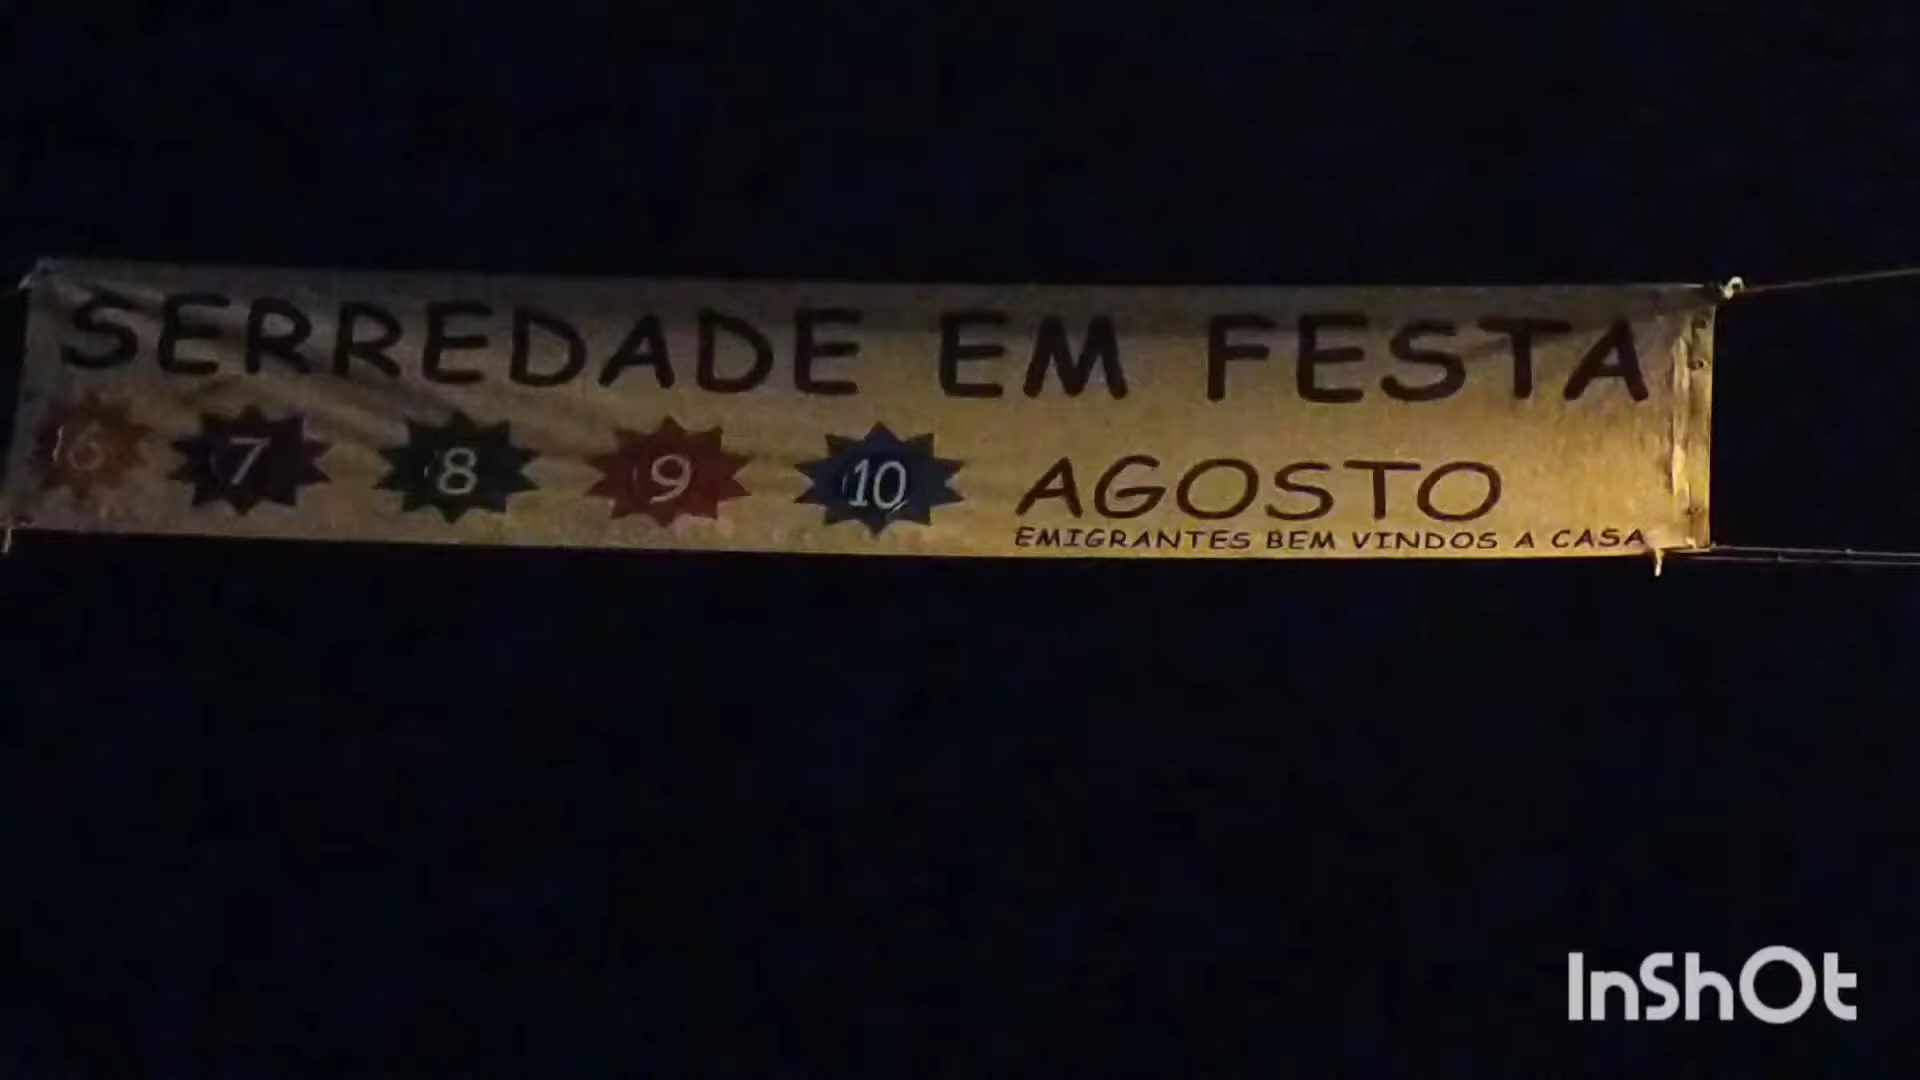 SERREDADE EM FESTA
6 7 8 9 10 AGOSTO
EMIGRANTES BEM VINDOS A CASA
InShOt